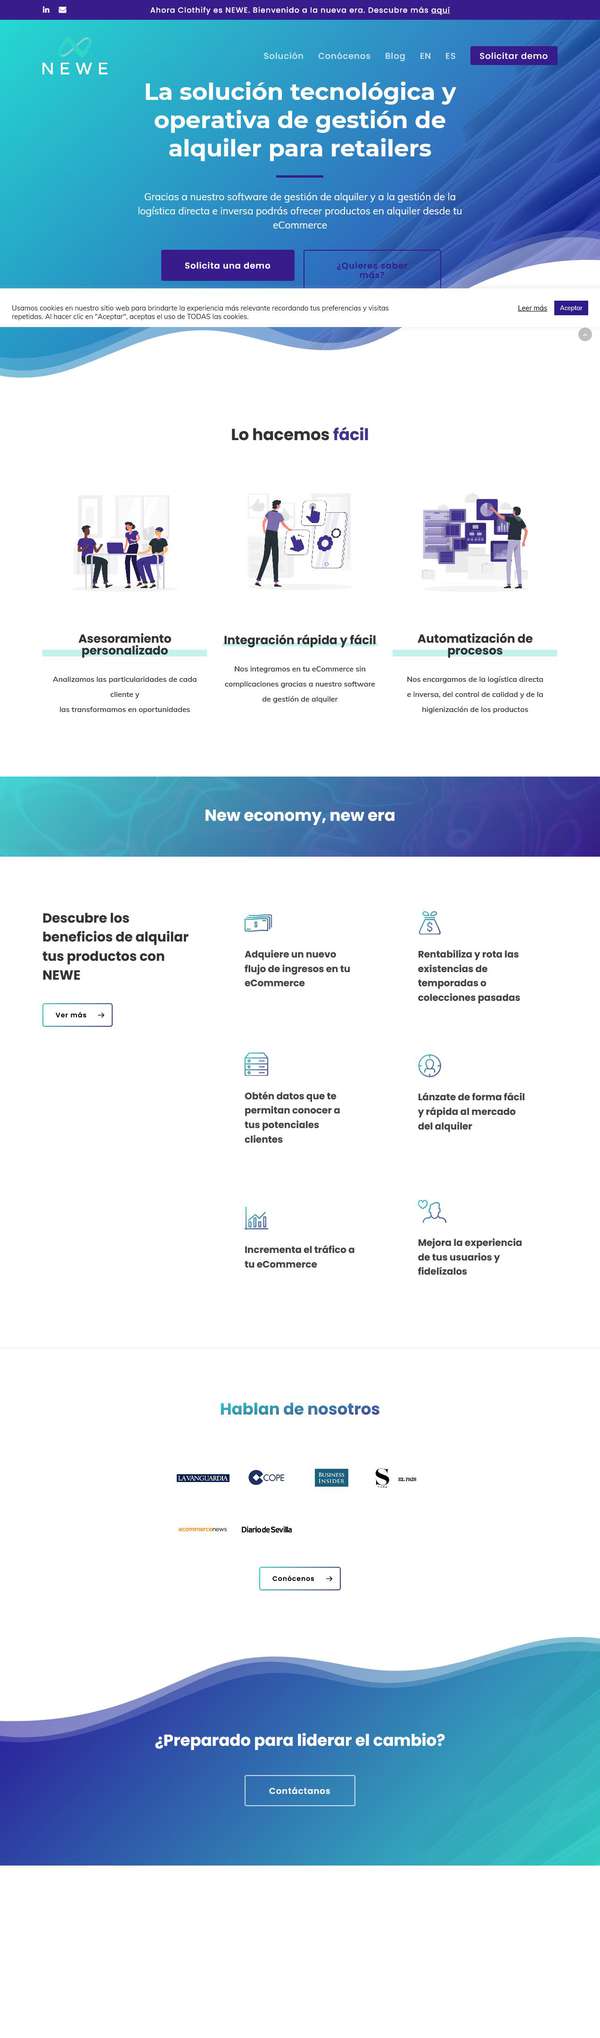 Ahora Clothify es NEWE. Bienvenido a la nueva era. Descubre más aquí
NEWE
Solución Conócenos Blog EN ES Solicitar demo
La solución tecnológica y
operativa de gestión de
alquiler para retailers
Gracias a nuestro software de gestión de alquiler y a la gestión de la
logística directa e inversa podrás ofrecer productos en alquiler desde tu
eCommerce
Solicita una demo
¿Quieres saber
más?
Usamos cookies en nuestro sitio web para brindarte la experiencia más relevante recordando tus preferencias y visitas
repetidas. Al hacer clic en "Aceptar", aceptas el uso de TODAS las cookies.
Leer más Aceptar
Lo hacemos fácil
Asesoramiento
personalizado
Analizamos las particularidades de cada
cliente y
las transformamos en oportunidades
Integración rápida y fácil
Nos integramos en tu eCommerce sin
complicaciones gracias a nuestro software
de gestión de alquiler
Automatización de
procesos
Nos encargamos de la logística directa
e inversa, del control de calidad y de la
higienización de los productos
New economy, new era
Descubre los
beneficios de alquilar
tus productos con
NEWE
Ver más
Adquiere un nuevo
flujo de ingresos en tu
eCommerce
Rentabiliza y rota las
existencias de
temporadas o
colecciones pasadas
Obtén datos que te
permitan conocer a
tus potenciales
clientes
Lánzate de forma fácil
y rápida al mercado
del alquiler
Incrementa el tráfico a
tu eCommerce
Mejora la experiencia
de tus usuarios y
fidelízalos
Hablan de nosotros
LA VANGUARDIA
COPE
BUSINESS
INSIDER
S
EL PAÍS
ecommercenews
Diario de Sevilla
Conócenos
¿Preparado para liderar el cambio?
Contáctanos